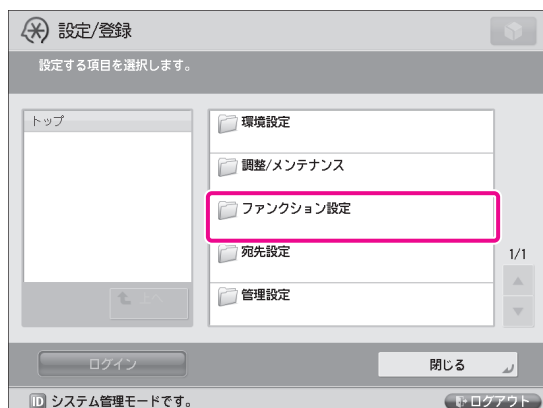 設定/登録
設定する項目を選択します。
トップ
環境設定
調整/メンテナンス
ファンクション設定
宛先設定
管理設定
1/1
上へ
ログイン
閉じる
ID システム管理モードです。
ログアウト